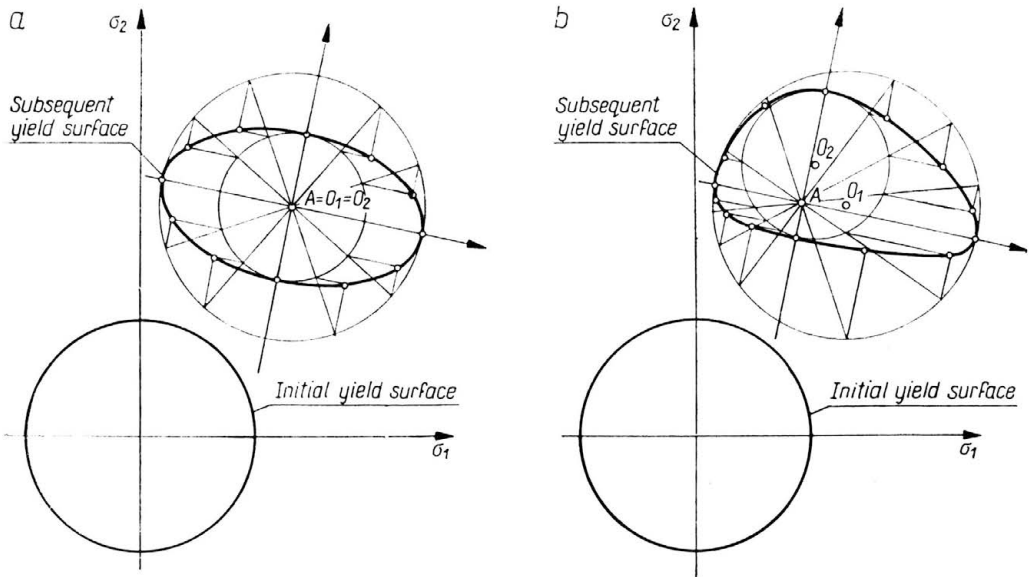 a
σ2
Subsequent
yield surface
A=O1=O2
Initial yield surface
σ1
b
σ2
Subsequent
yield surface
O2
A
O1
Initial yield surface
σ1